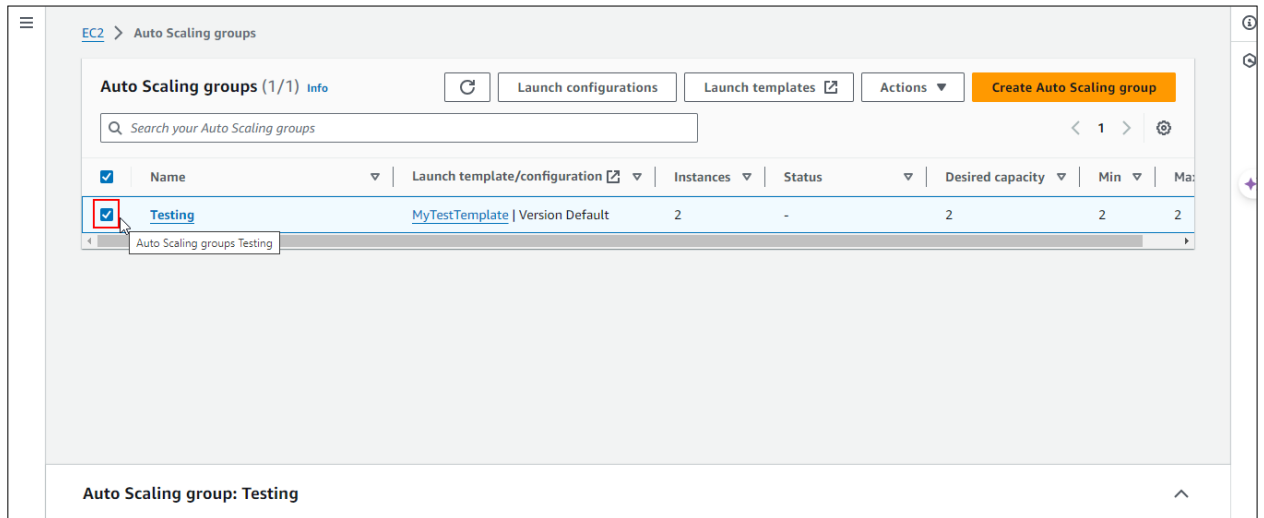 EC2 > Auto Scaling groups
Auto Scaling groups (1/1) Info
Launch configurations
Launch templates
Actions
Create Auto Scaling group
Search your Auto Scaling groups
1
Name Launch template/configuration Instances Status Desired capacity Min Ma
Testing MyTestTemplate | Version Default 2 - 2 2 2
Auto Scaling groups Testing
Auto Scaling group: Testing